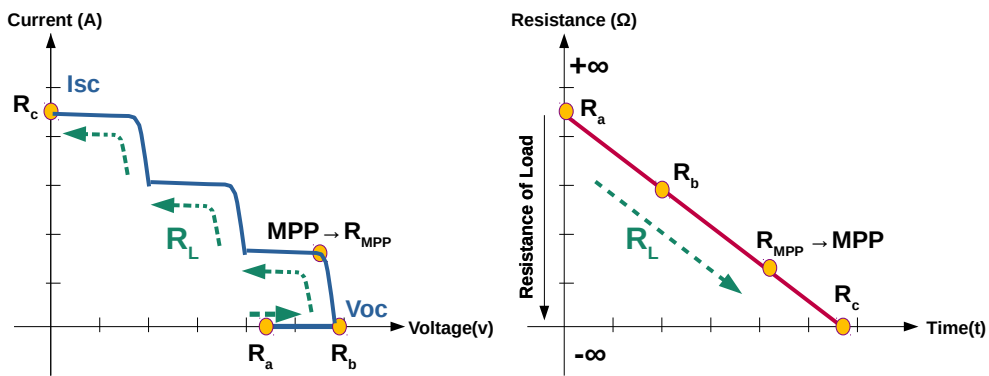 Current (A)
Isc
Rc
MPP→RMPP
RL
Voc
Voltage(v)
Ra
Rb
Resistance (Ω)
+∞
Ra
Resistance of Load
Rb
RL
RMPP→MPP
Rc
Time(t)
-∞